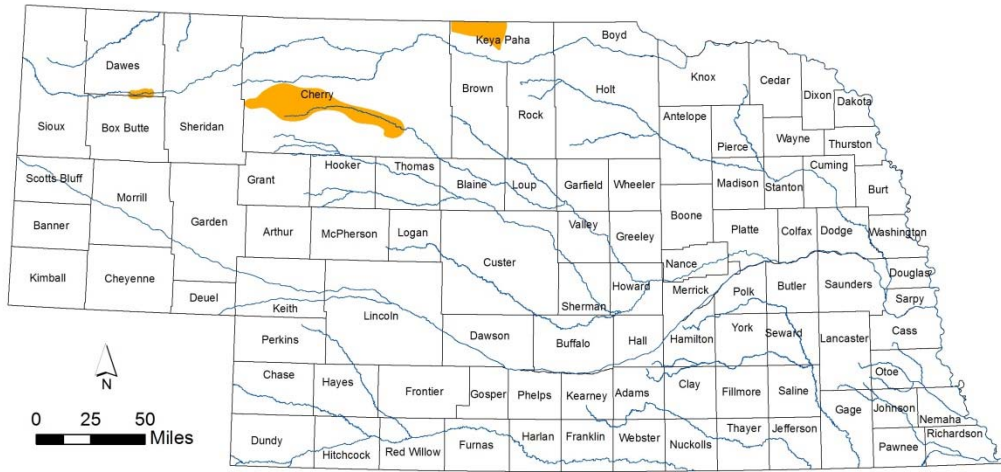 Keya Paha
Boyd
Dawes
Cherry
Brown
Rock
Holt
Knox
Cedar
Dixon
Dakota
Sioux
Box Butte
Sheridan
Antelope
Pierce
Wayne
Thurston
Scotts Bluff
Morrill
Garden
Grant
Hooker
Thomas
Blaine
Loup
Garfield
Wheeler
Madison
Stanton
Cuming
Burt
Banner
Arthur
McPherson
Logan
Custer
Valley
Greeley
Boone
Platte
Colfax
Dodge
Washington
Kimball
Cheyenne
Deuel
Keith
Lincoln
Sherman
Howard
Nance
Merrick
Polk
Butler
Saunders
Douglas
Sarpy
Perkins
Dawson
Buffalo
Hall
Hamilton
York
Seward
Lancaster
Cass
Otoe
Chase
Hayes
Frontier
Gosper
Phelps
Kearney
Adams
Clay
Fillmore
Saline
Gage
Johnson
Nemaha
Dundy
Hitchcock
Red Willow
Furnas
Harlan
Franklin
Webster
Nuckolls
Thayer
Jefferson
Pawnee
Richardson
N
0 25 50
Miles